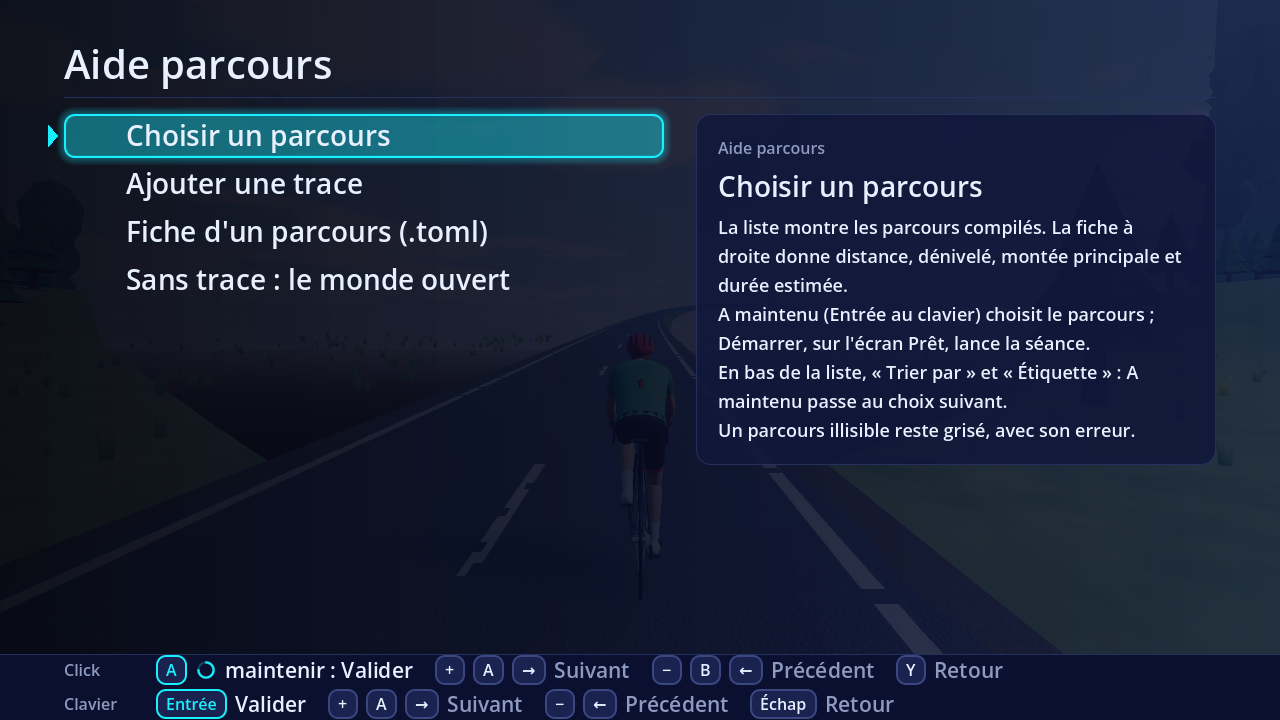 Aide parcours
Choisir un parcours
Ajouter une trace
Fiche d'un parcours (.toml)
Sans trace : le monde ouvert
Aide parcours
Choisir un parcours
La liste montre les parcours compilés. La fiche à
droite donne distance, dénivelé, montée principale et
durée estimée.
A maintenu (Entrée au clavier) choisit le parcours ;
Démarrer, sur l'écran Prêt, lance la séance.
En bas de la liste, « Trier par » et « Étiquette » : A
maintenu passe au choix suivant.
Un parcours illisible reste grisé, avec son erreur.
Click A maintenir : Valider + A → Suivant − B ← Précédent Y Retour
Clavier Entrée Valider + A → Suivant − ← Précédent Échap Retour